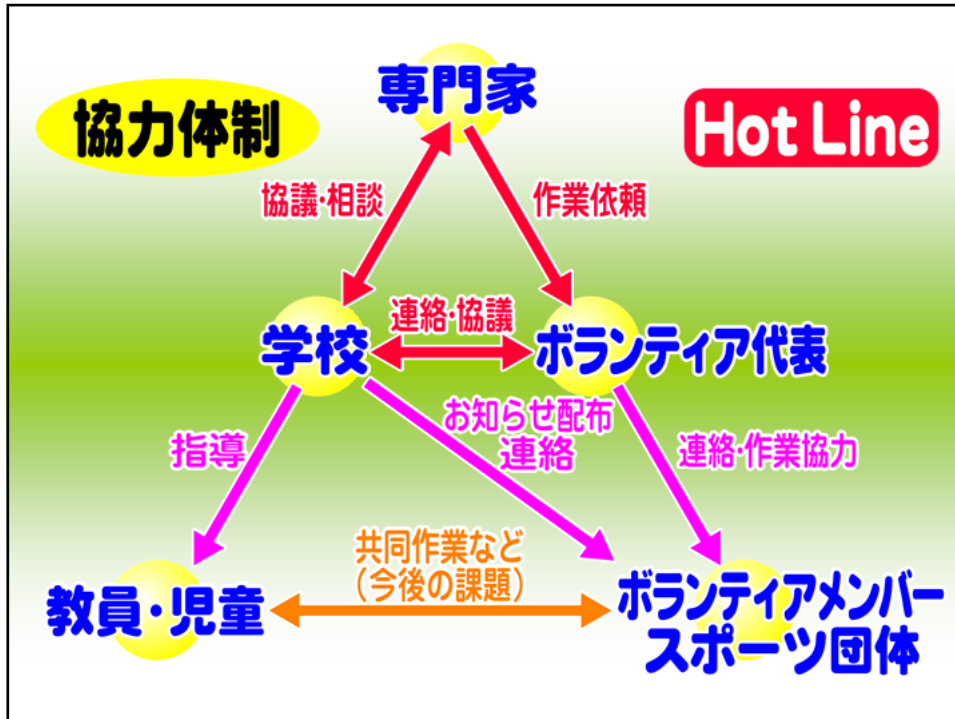 専門家
協力体制
Hot Line
協議・相談
作業依頼
連絡・協議
学校
ボランティア代表
お知らせ配布
連絡
指導
連絡・作業協力
共同作業など
(今後の課題)
教員・児童
ボランティアメンバー
スポーツ団体